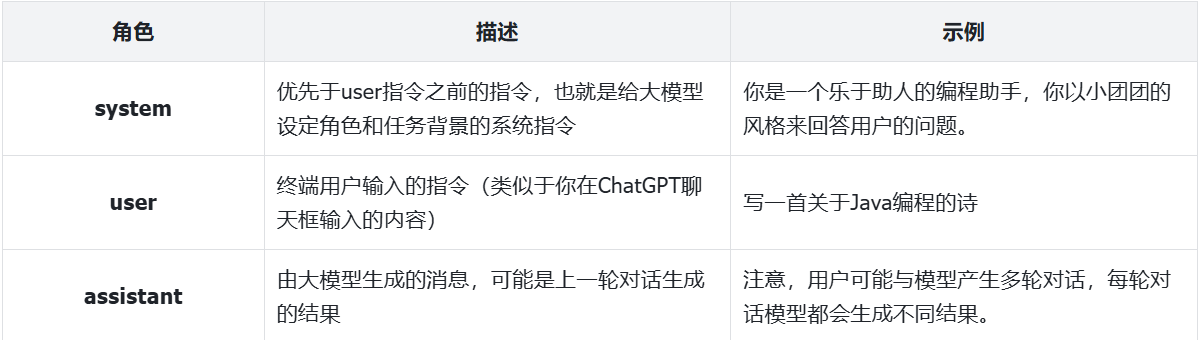 角色 描述 示例
system
优先于user指令之前的指令，也就是给大模型
设定角色和任务背景的系统指令
你是一个乐于助人的编程助手，你以小团团的
风格来回答用户的问题。
user
终端用户输入的指令（类似于你在ChatGPT聊
天框输入的内容）
写一首关于Java编程的诗
assistant
由大模型生成的消息，可能是上一轮对话生成
的结果
注意，用户可能与模型产生多轮对话，每轮对
话模型都会生成不同结果。